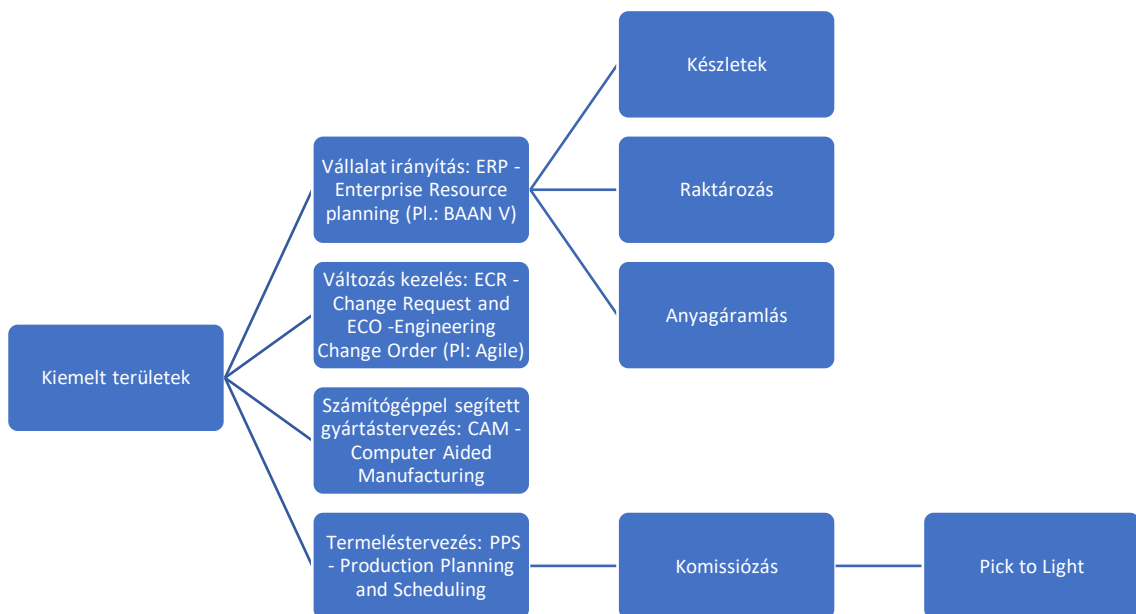 Kiemelt területek
Vállalat irányítás: ERP -
Enterprise Resource
planning (Pl.: BAAN V)
Készletek
Raktározás
Anyagáramlás
Változás kezelés: ECR -
Change Request and
ECO -Engineering
Change Order (Pl: Agile)
Számítógéppel segített
gyártástervezés: CAM -
Computer Aided
Manufacturing
Termeléstervezés: PPS
- Production Planning
and Scheduling
Komissiózás
Pick to Light